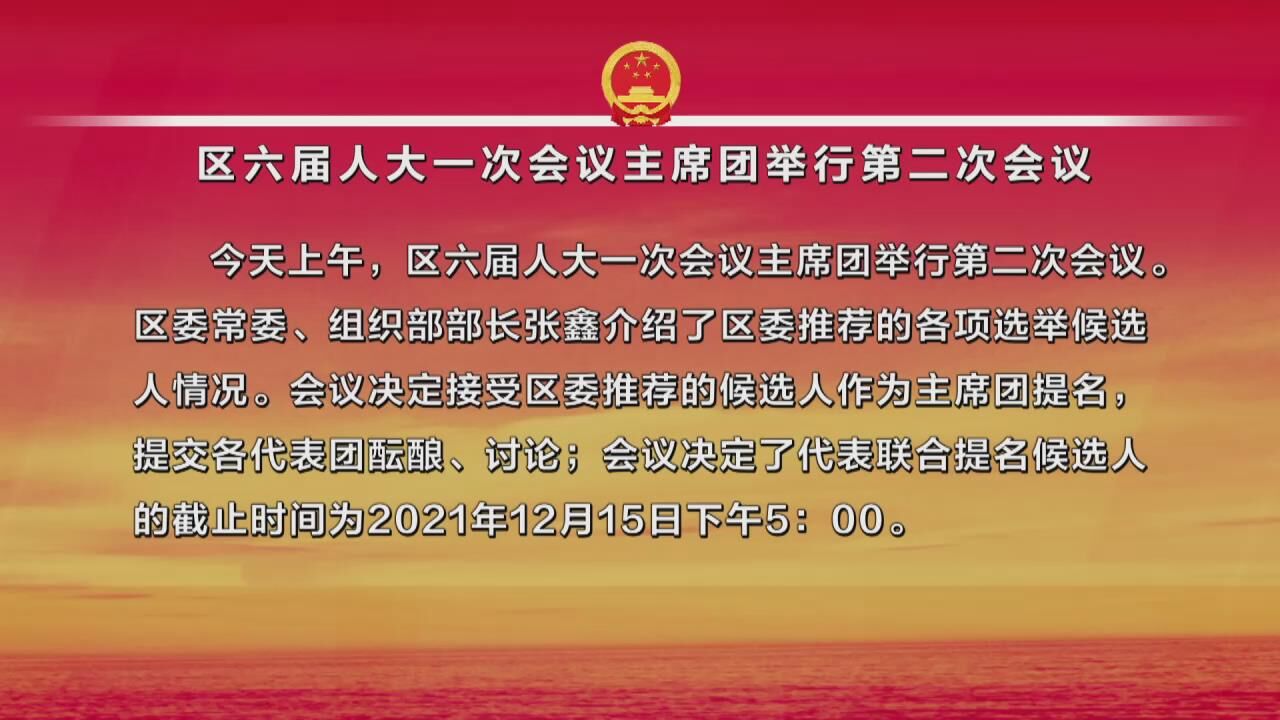 区六届人大一次会议主席团举行第二次会议
今天上午，区六届人大一次会议主席团举行第二次会议。
区委常委、组织部部长张鑫介绍了区委推荐的各项选举候选
人情况。会议决定接受区委推荐的候选人作为主席团提名，
提交各代表团酝酿、讨论；会议决定了代表联合提名候选人
的截止时间为2021年12月15日下午5：00。